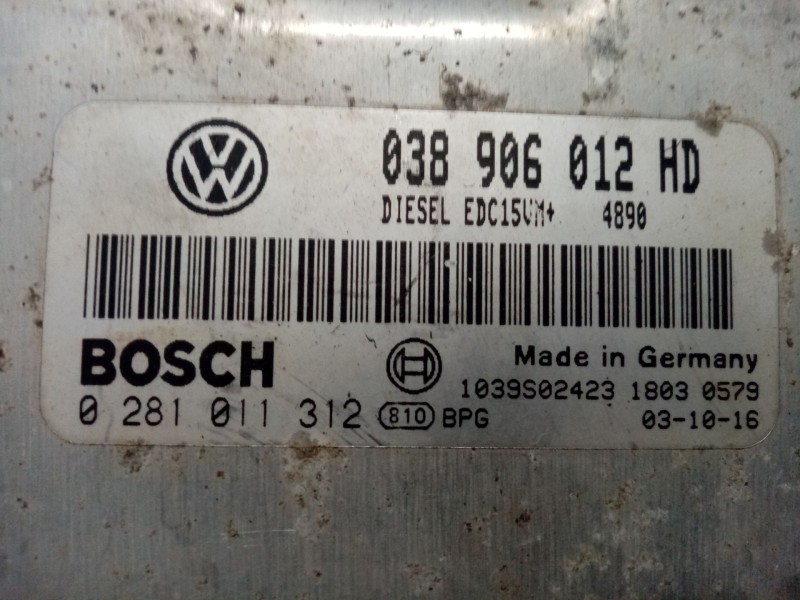 VW
038 906 012 HD
DIESEL EDC15VM+ 4890
BOSCH
Made in Germany
1039S02423 1803 0579
0 281 011 312 810 BPG
03-10-16